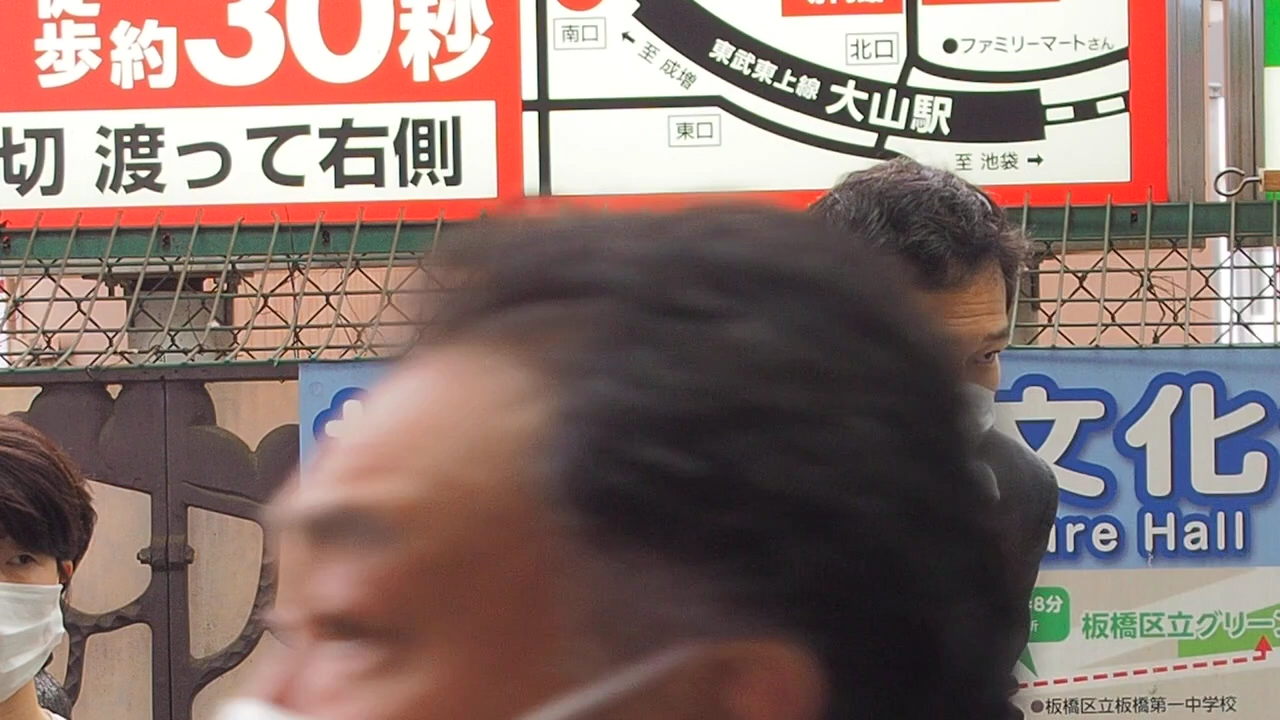 歩約30秒
切 渡って右側
南口
至 成増
東武東上線 大山駅
北口
●ファミリーマートさん
東口
至 池袋
文化
Hall
8分
板橋区立グリー
●板橋区立板橋第一中学校